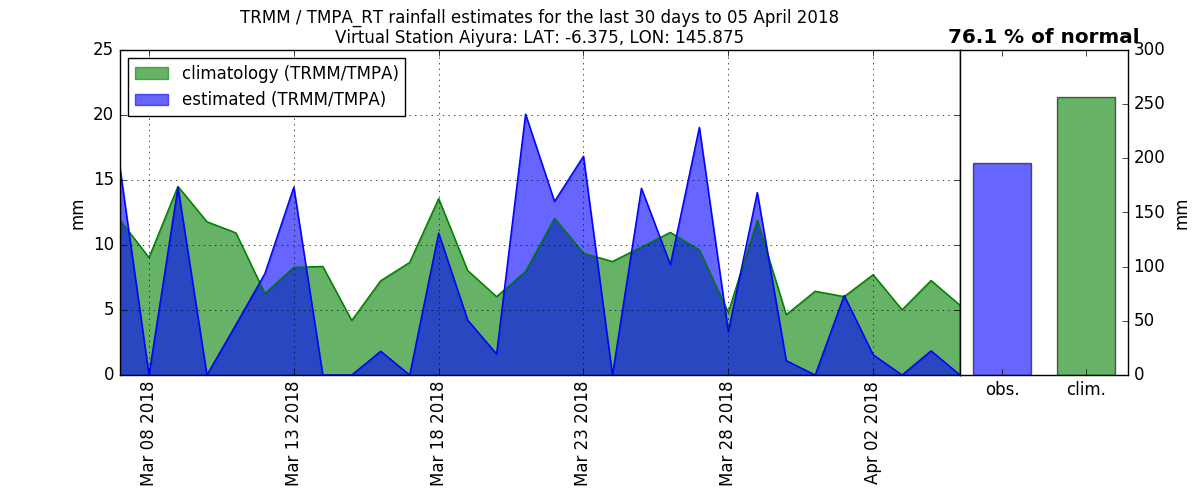 TRMM / TMPA_RT rainfall estimates for the last 30 days to 05 April 2018
Virtual Station Aiyura: LAT: -6.375, LON: 145.875
76.1 % of normal
climatology (TRMM/TMPA)
estimated (TRMM/TMPA)
25
20
15
10
5
0
mm
Mar 08 2018
Mar 13 2018
Mar 18 2018
Mar 23 2018
Mar 28 2018
Apr 02 2018
obs.
clim.
300
250
200
150
100
50
0
mm